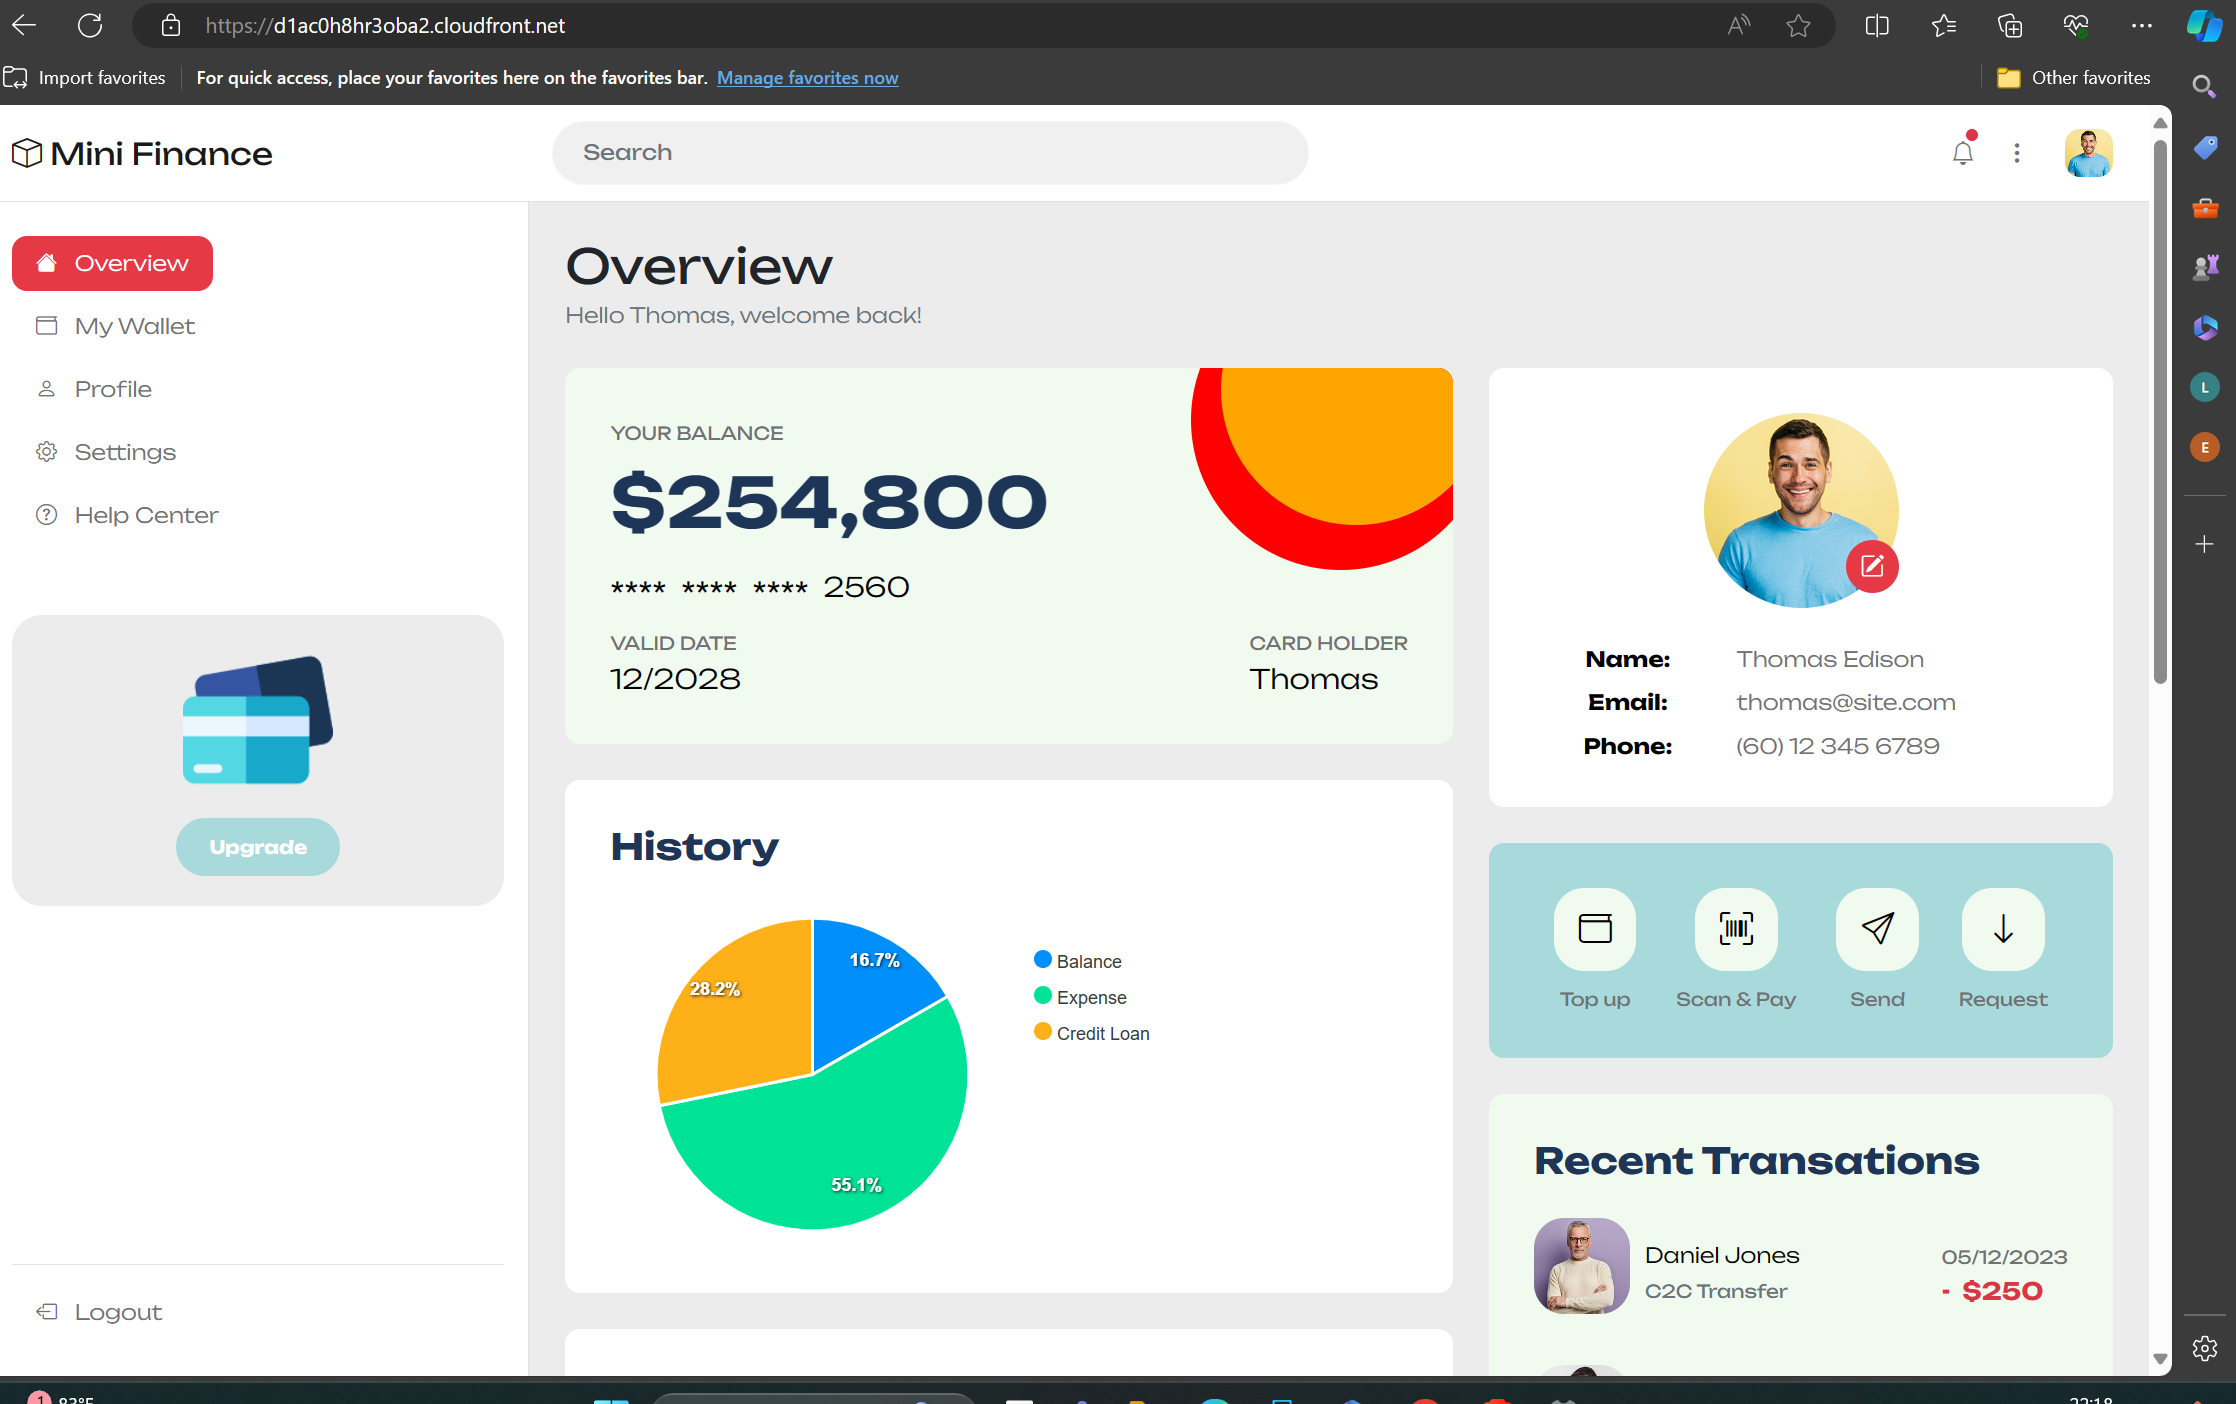 https://d1ac0h8hr3oba2.cloudfront.net
Import favorites
For quick access, place your favorites here on the favorites bar. Manage favorites now
Other favorites
Mini Finance
Search
Overview
My Wallet
Profile
Settings
Help Center
Upgrade
Logout
Overview
Hello Thomas, welcome back!
YOUR BALANCE
$254,800
**** **** **** 2560
VALID DATE
12/2028
CARD HOLDER
Thomas
History
16.7%
28.2%
55.1%
Balance
Expense
Credit Loan
Name: Thomas Edison
Email: thomas@site.com
Phone: (60) 12 345 6789
Top up
Scan & Pay
Send
Request
Recent Transations
Daniel Jones
C2C Transfer
05/12/2023
- $250
L
E